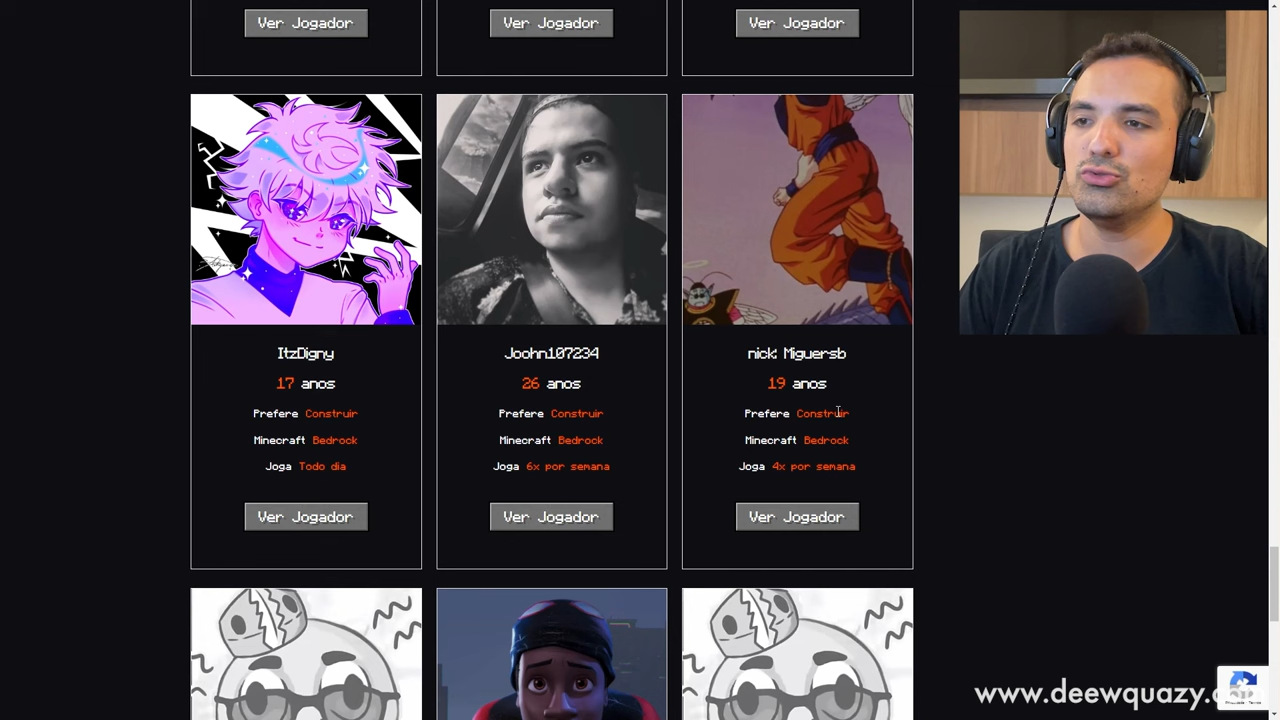 Ver Jogador
Ver Jogador
Ver Jogador
ItzDigny
17 anos
Prefere Construir
Minecraft Bedrock
Joga Todo dia
Ver Jogador
Joohn107234
26 anos
Prefere Construir
Minecraft Bedrock
Joga 6x por semana
Ver Jogador
nick: Miguersb
19 anos
Prefere Construir
Minecraft Bedrock
Joga 4x por semana
Ver Jogador
www.deewquazy.